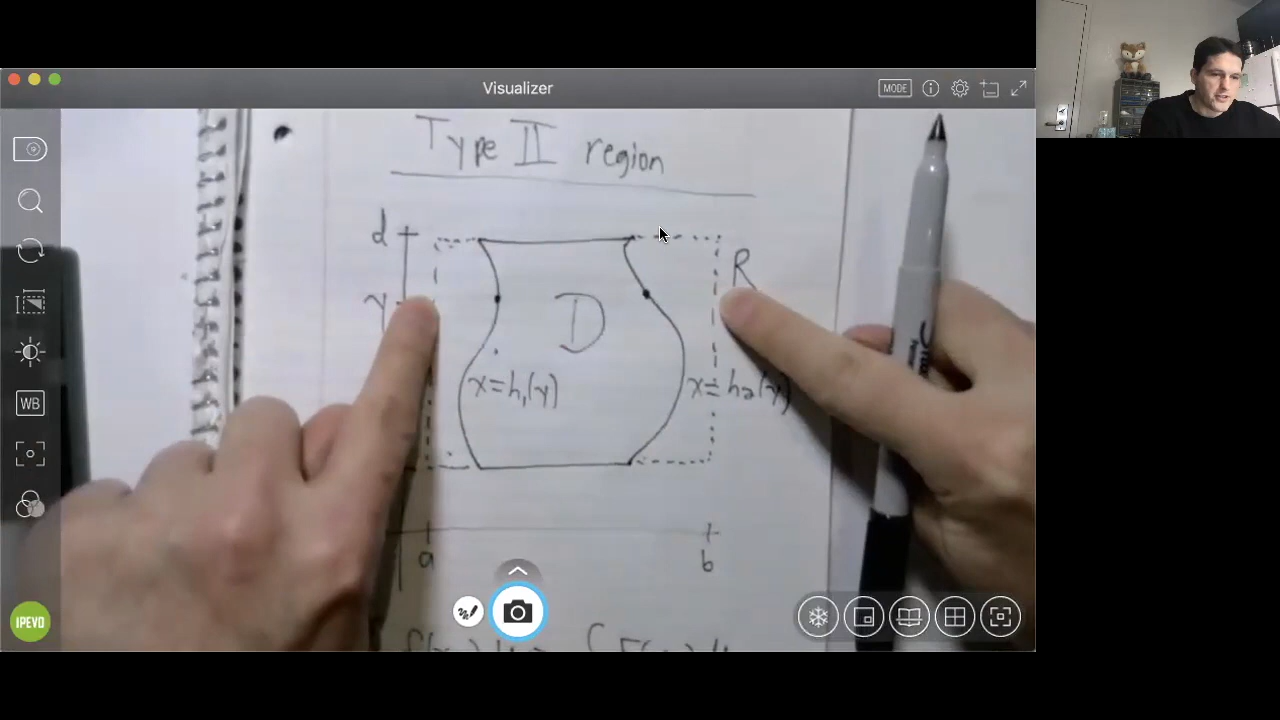 Visualizer
MODE
Type II region
d
R
y
D
x=h₁(y)
x=h₂(y)
WB
a
b
IPEVO